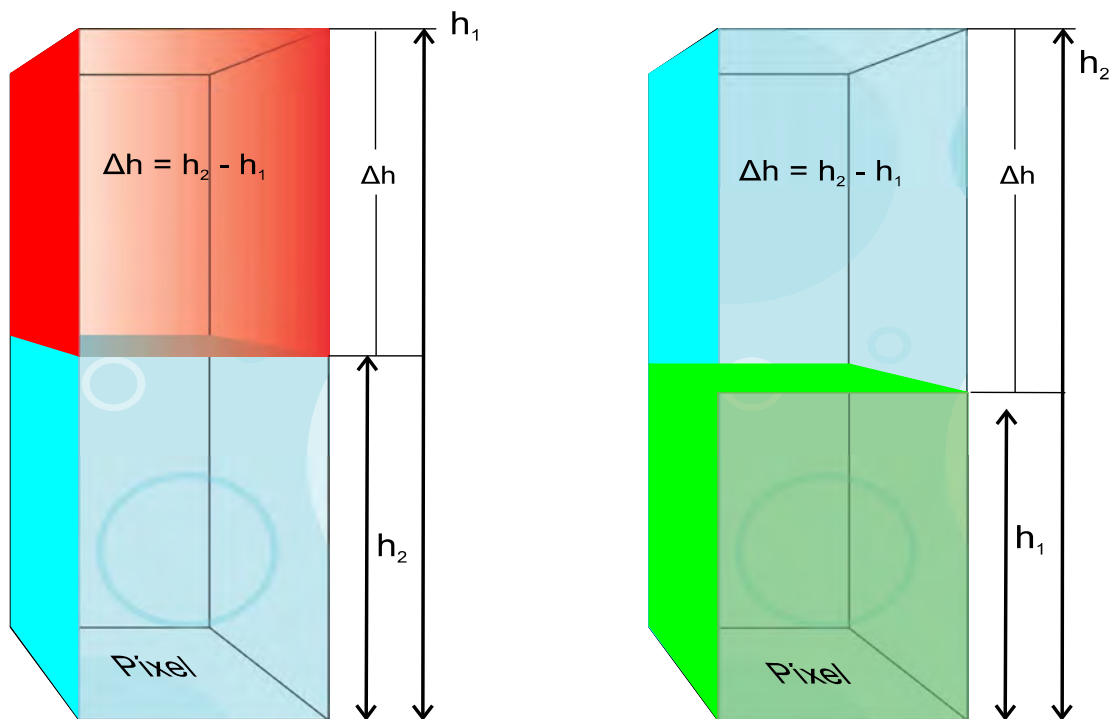 h₁
Δh = h₂ - h₁
Δh
h₂
Pixel
h₂
Δh = h₂ - h₁
Δh
h₁
Pixel